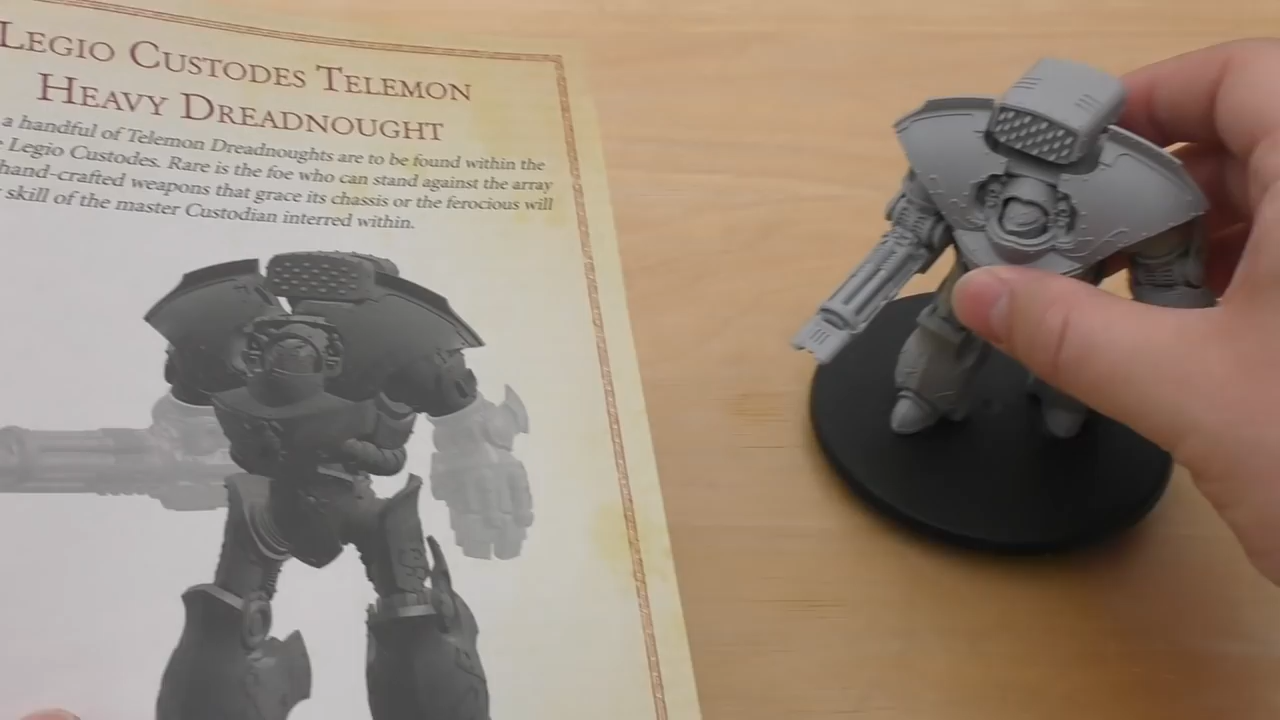 LEGIO CUSTODES TELEMON
HEAVY DREADNOUGHT
a handful of Telemon Dreadnoughts are to be found within the
Legio Custodes. Rare is the foe who can stand against the array
hand-crafted weapons that grace its chassis or the ferocious will
skill of the master Custodian interred within.